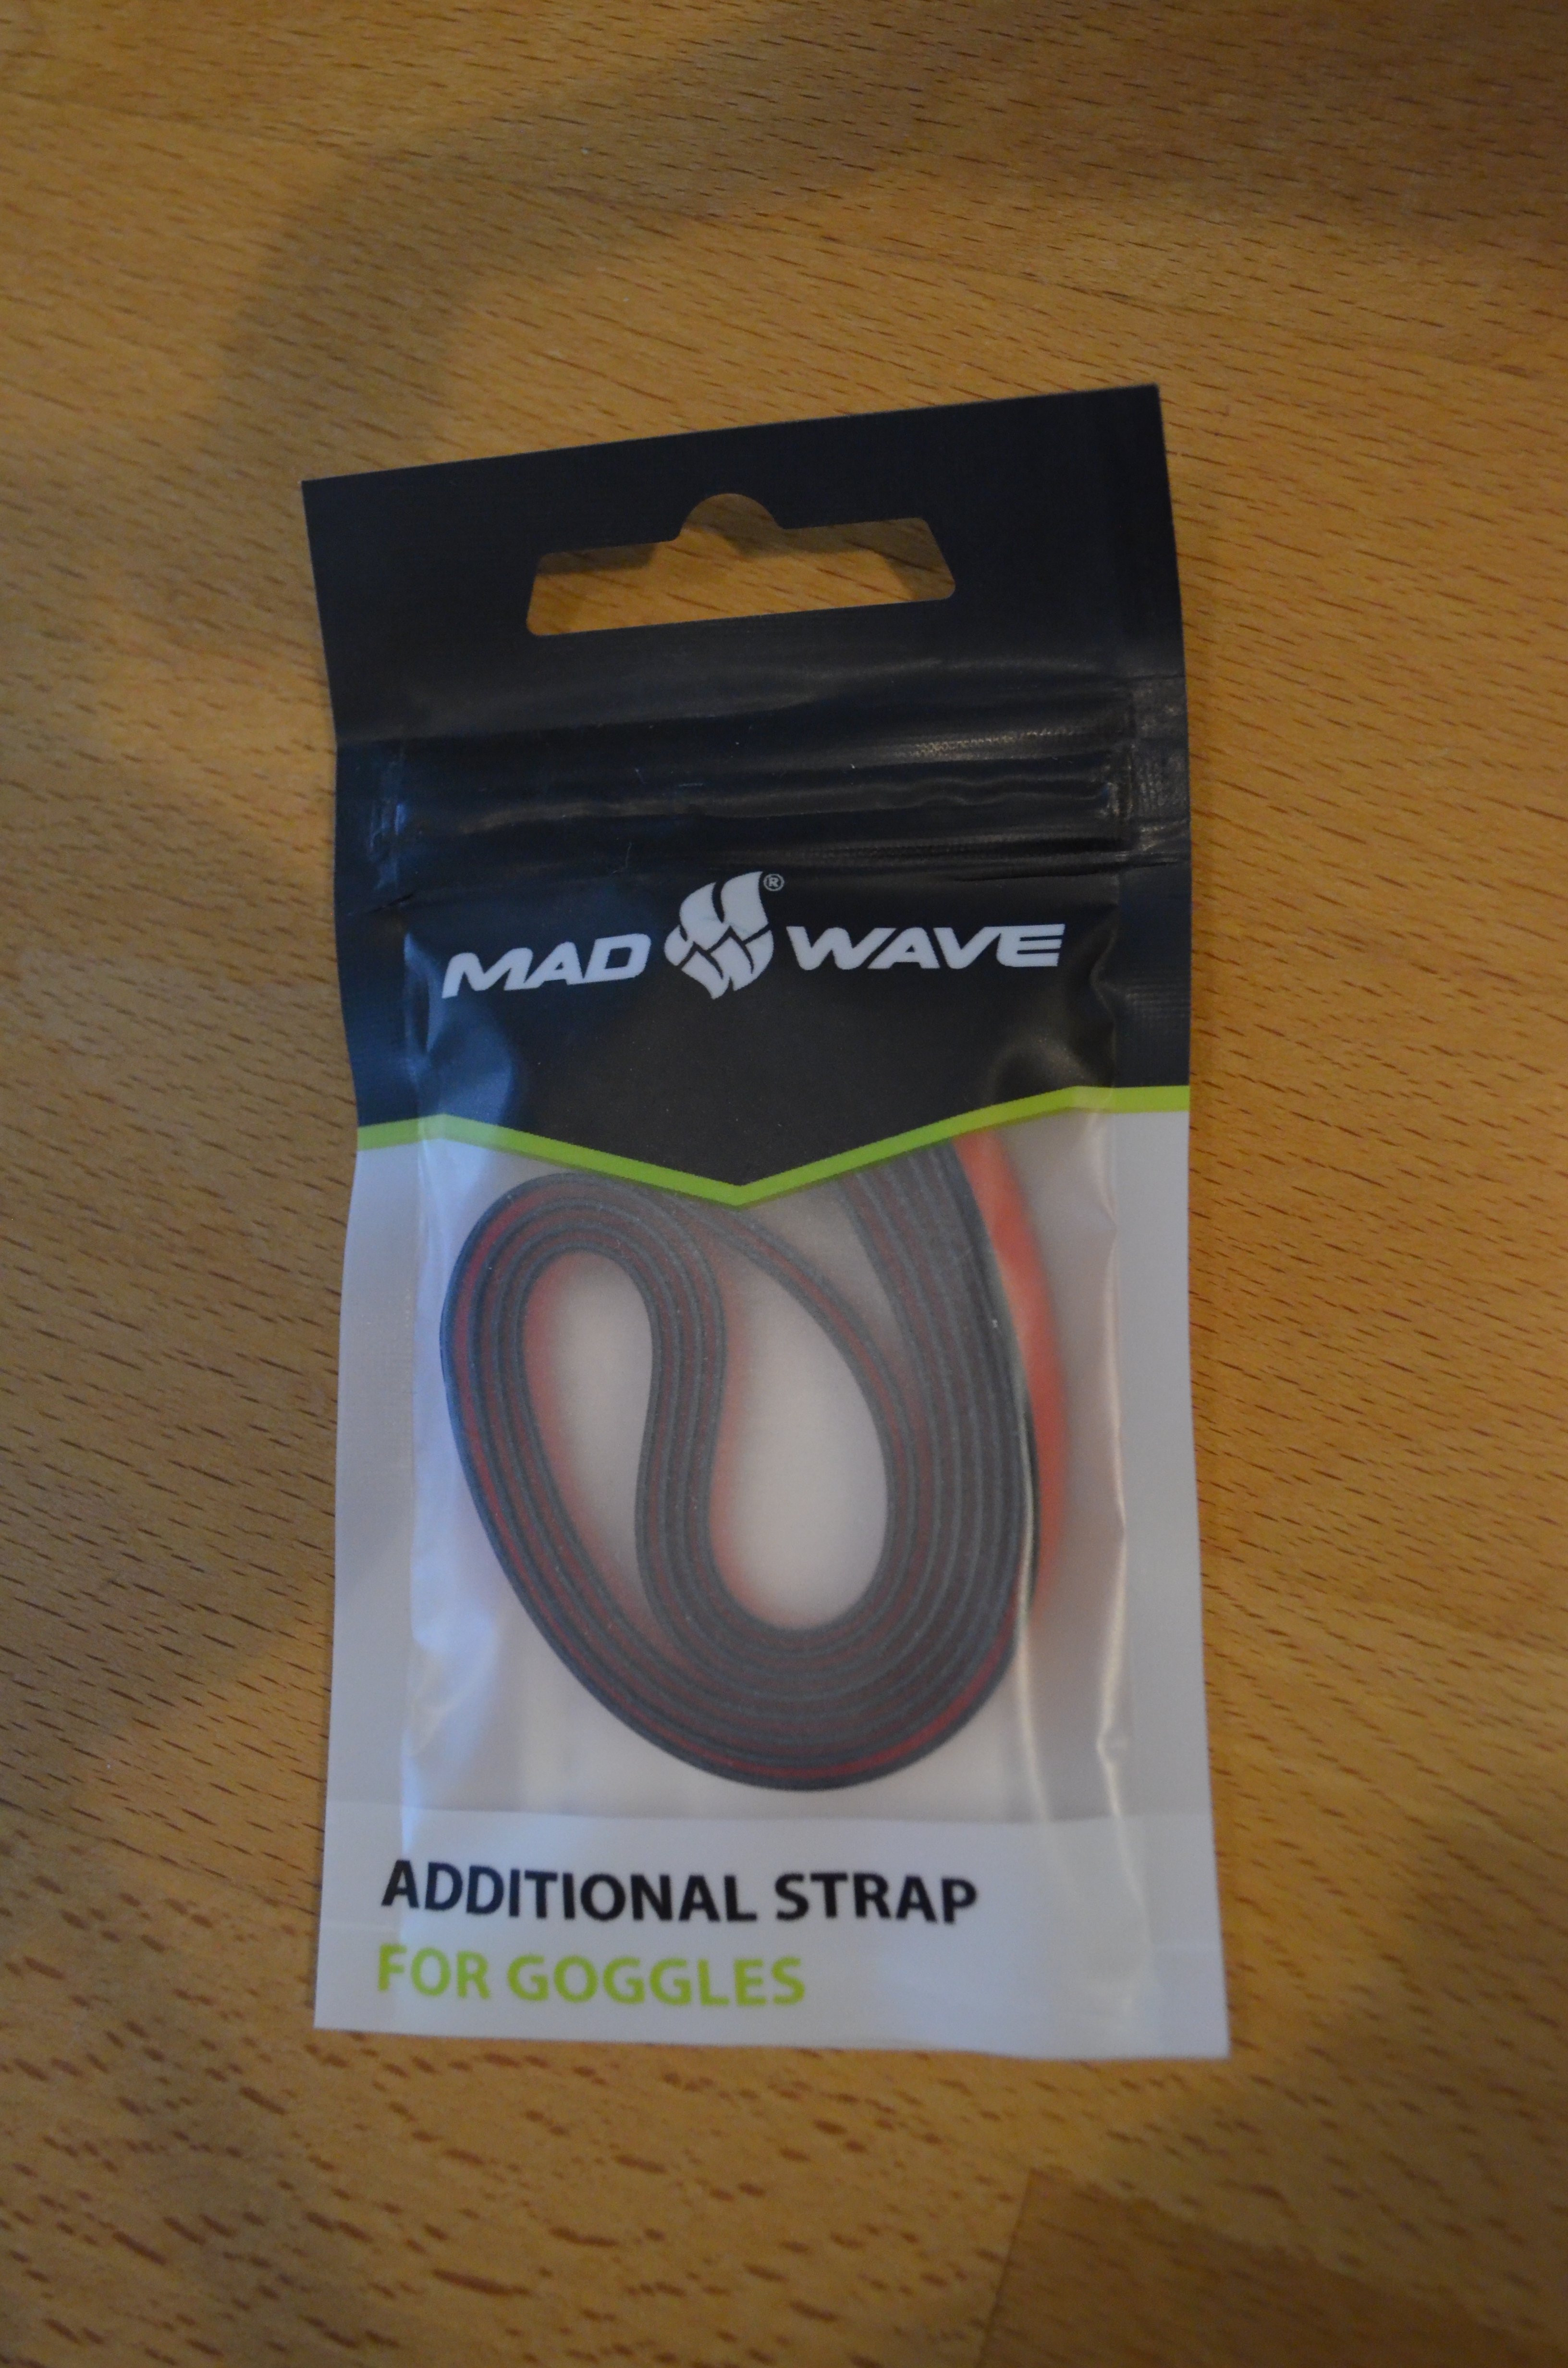 MAD WAVE®
ADDITIONAL STRAP
FOR GOGGLES